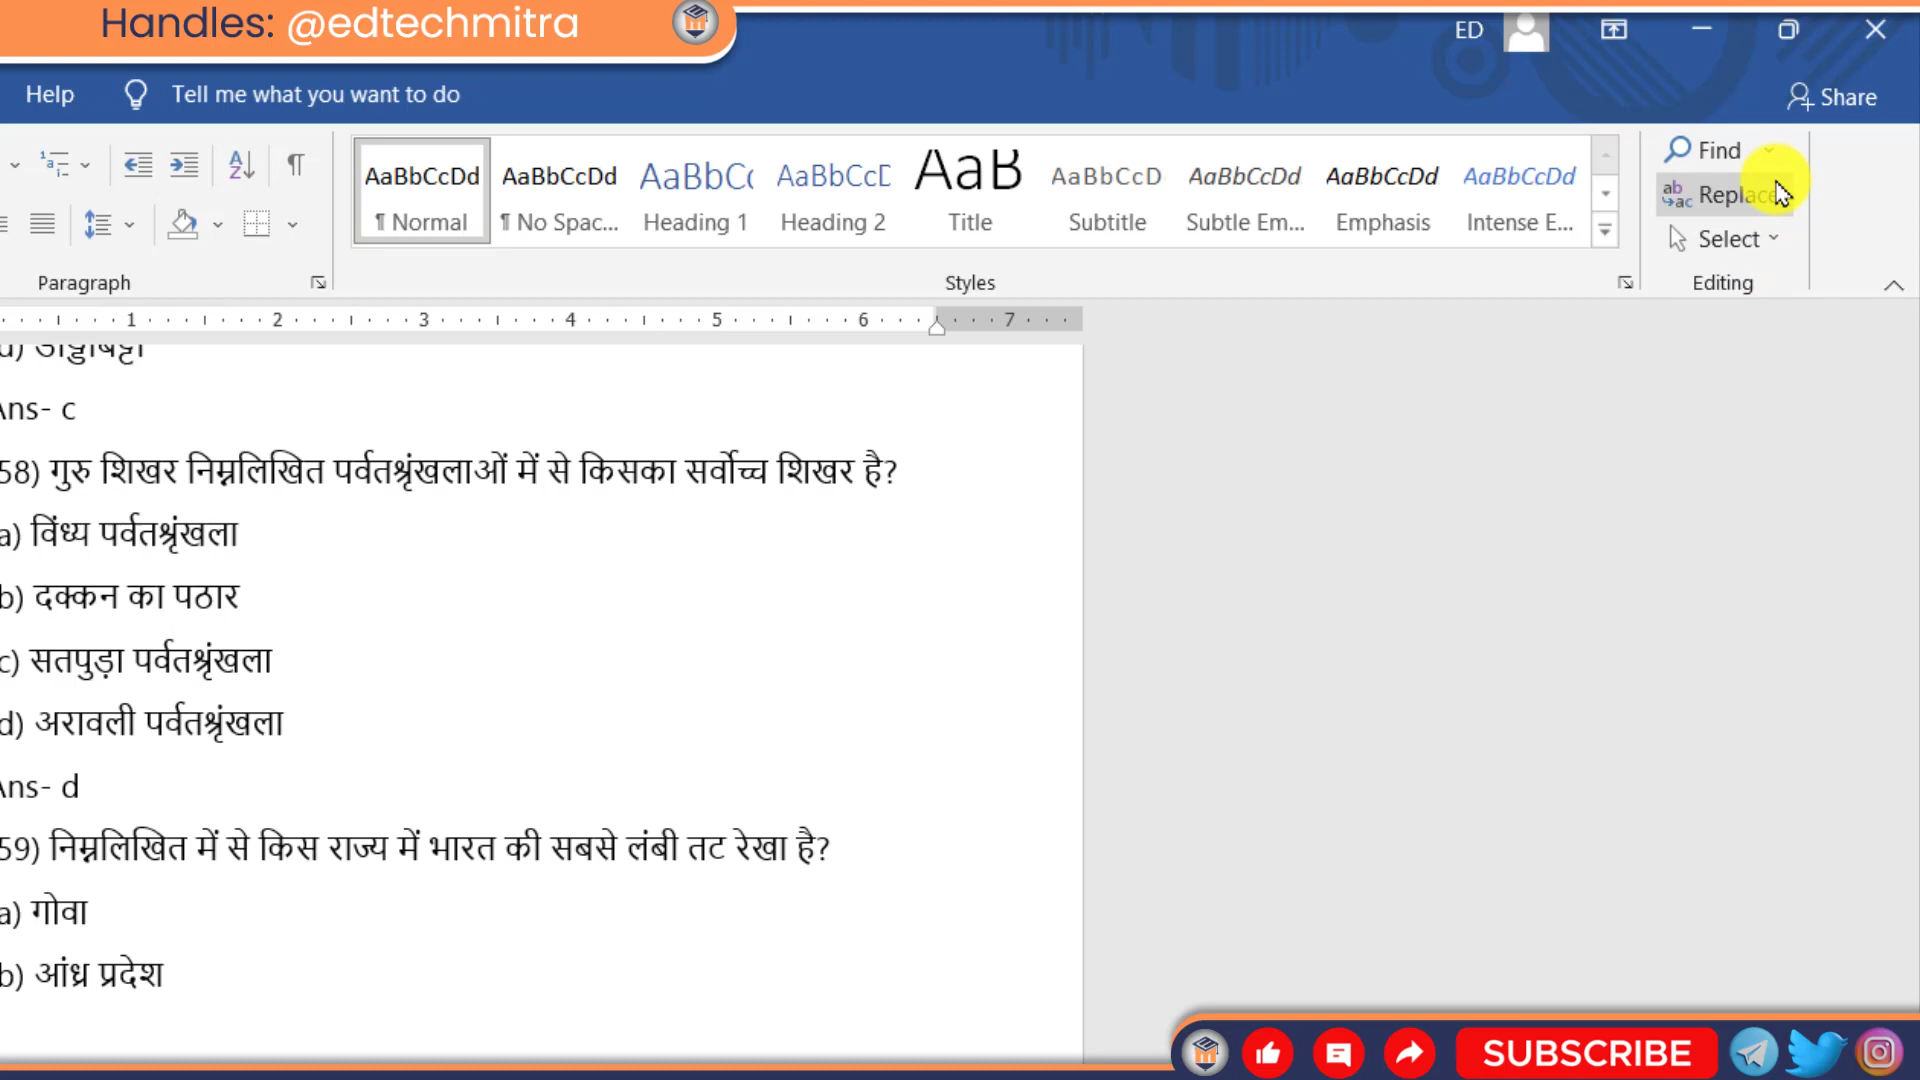 Handles: @edtechmitra
ED
Help
Tell me what you want to do
Share
AaBbCcDd
AaBbCcDd
AaBbC
AaBbCcD
AaB
AaBbCcD
AaBbCcDd
AaBbCcDd
AaBbCcDd
¶ Normal
¶ No Spac...
Heading 1
Heading 2
Title
Subtitle
Subtle Em...
Emphasis
Intense E...
Find
Replace
Select
Paragraph
Styles
Editing
1 2 3 4 5 6 7
Ans- c
58) गुरु शिखर निम्नलिखित पर्वतश्रृंखलाओं में से किसका सर्वोच्च शिखर है?
a) विंध्य पर्वतश्रृंखला
b) दक्कन का पठार
c) सतपुड़ा पर्वतश्रृंखला
d) अरावली पर्वतश्रृंखला
Ans- d
59) निम्नलिखित में से किस राज्य में भारत की सबसे लंबी तट रेखा है?
a) गोवा
b) आंध्र प्रदेश
SUBSCRIBE